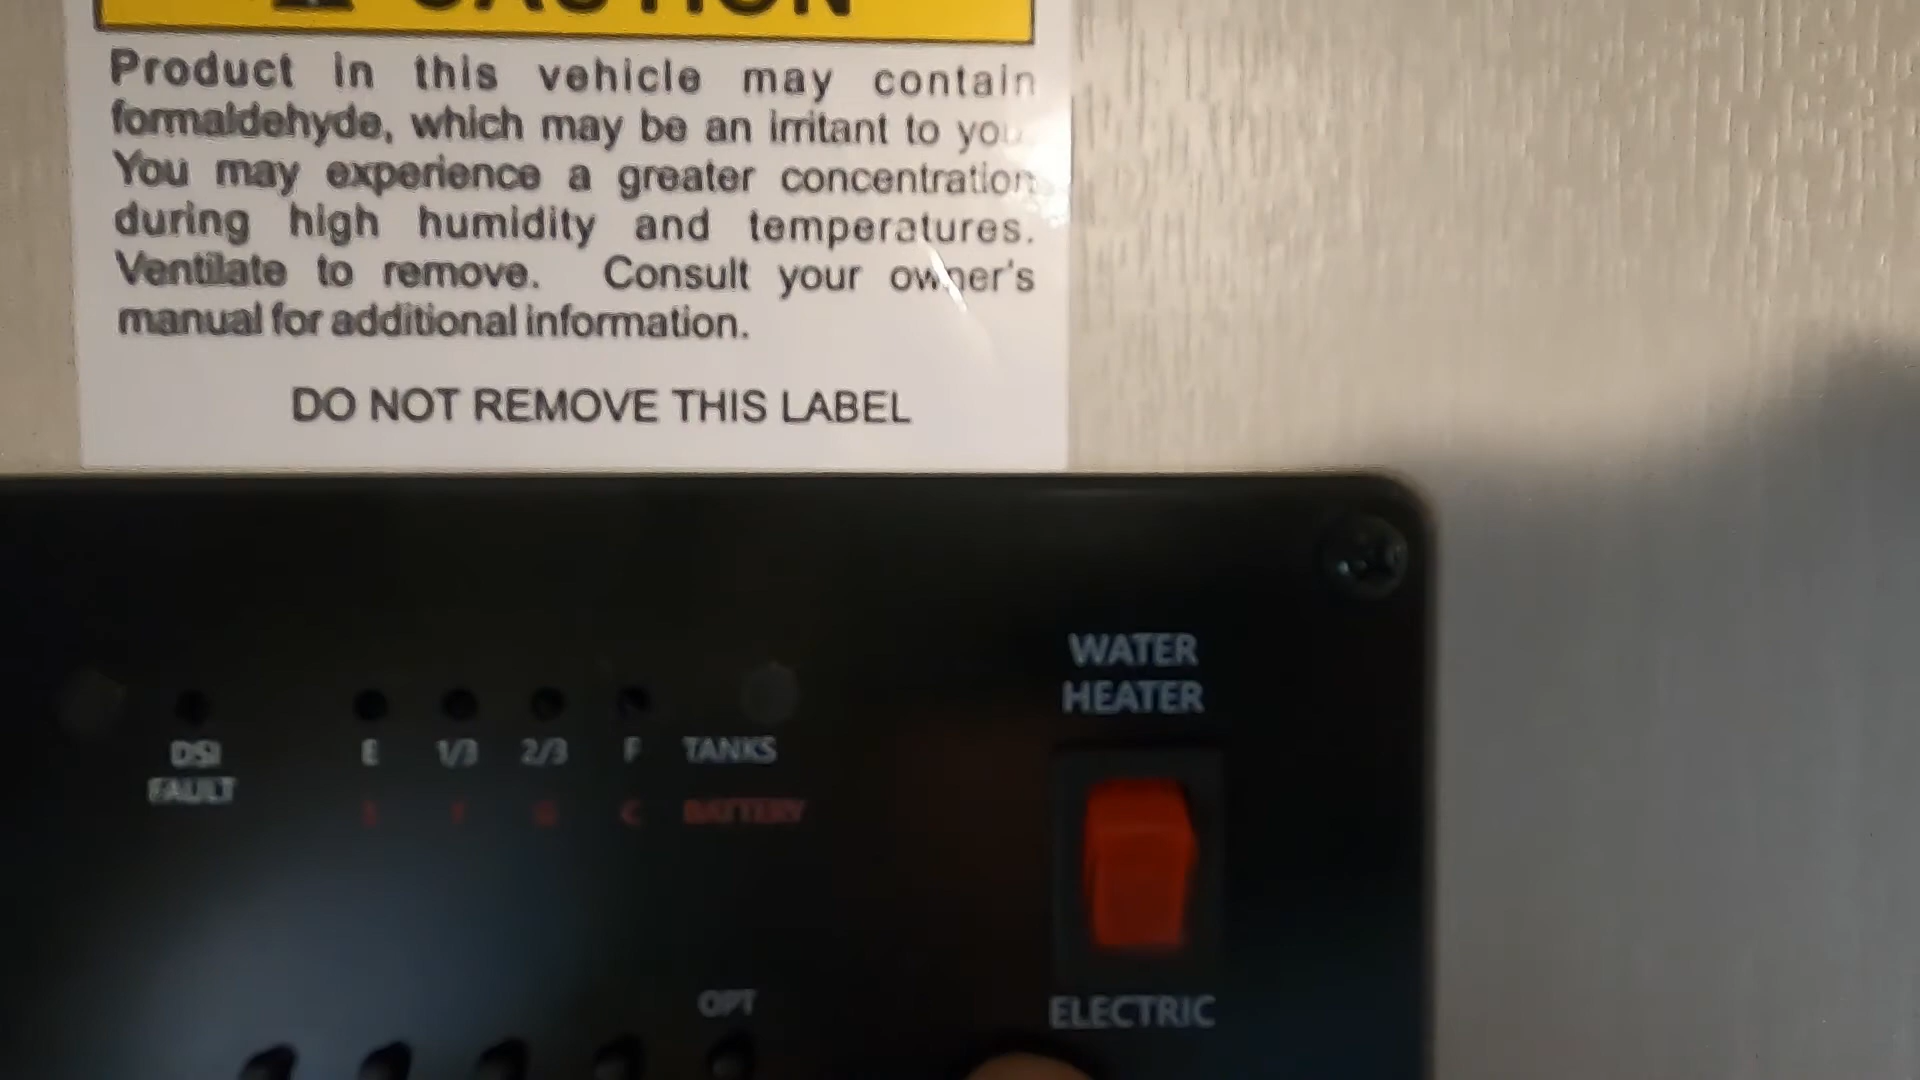 CAUTION
Product in this vehicle may contain
formaldehyde, which may be an irritant to you.
You may experience a greater concentration
during high humidity and temperatures.
Ventilate to remove. Consult your owner's
manual for additional information.
DO NOT REMOVE THIS LABEL
WATER
HEATER
DSI
FAULT
E 1/3 2/3 F TANKS
L F G C BATTERY
OPT
ELECTRIC